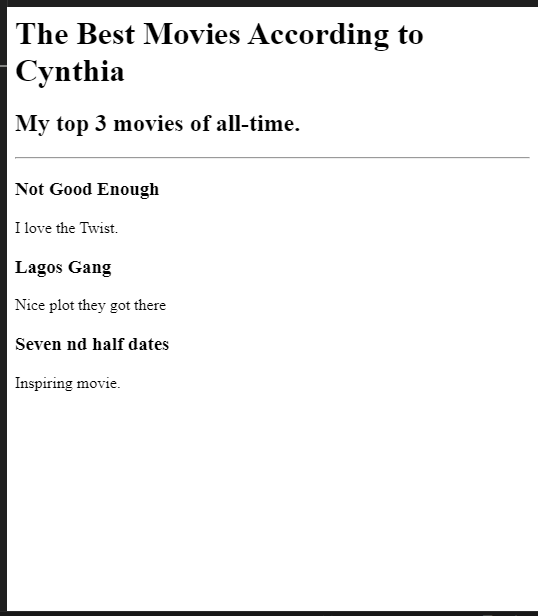 The Best Movies According to
Cynthia
My top 3 movies of all-time.
Not Good Enough
I love the Twist.
Lagos Gang
Nice plot they got there
Seven nd half dates
Inspiring movie.